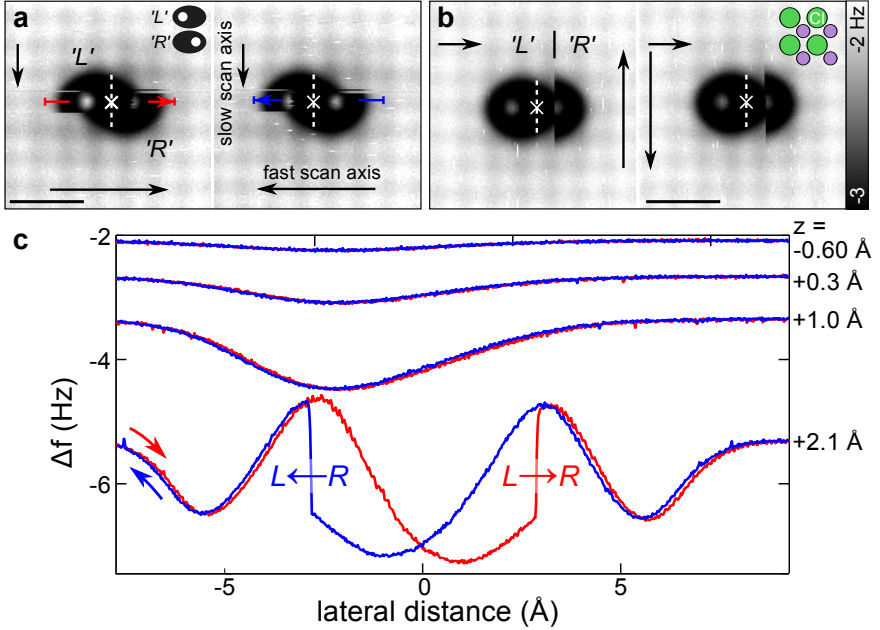 a
'L'
'R'
'L'
'R'
slow scan axis
fast scan axis
b
'L' | 'R'
Cl
-2 Hz
-3
c
z =
-0.60 Å
+0.3 Å
+1.0 Å
+2.1 Å
-2
-4
-6
Δf (Hz)
L←R
L→R
-5
0
5
lateral distance (Å)